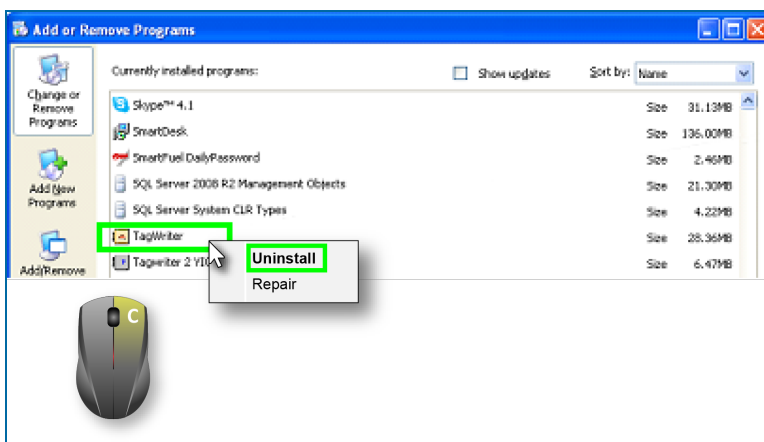 Add or Remove Programs
Currently installed programs:
Show updates
Sort by: Name
Change or
Remove
Programs
Skype™ 4.1 Size 31.13MB
SmartDesk Size 136.00MB
SmartFuel DailyPassword Size 2.46MB
Add New
Programs
SQL Server 2008 R2 Management Objects Size 21.30MB
SQL Server System CLR Types Size 4.22MB
TagWriter Size 28.36MB
Add/Remove
Tagwriter 2 Size 6.47MB
Uninstall
Repair
C